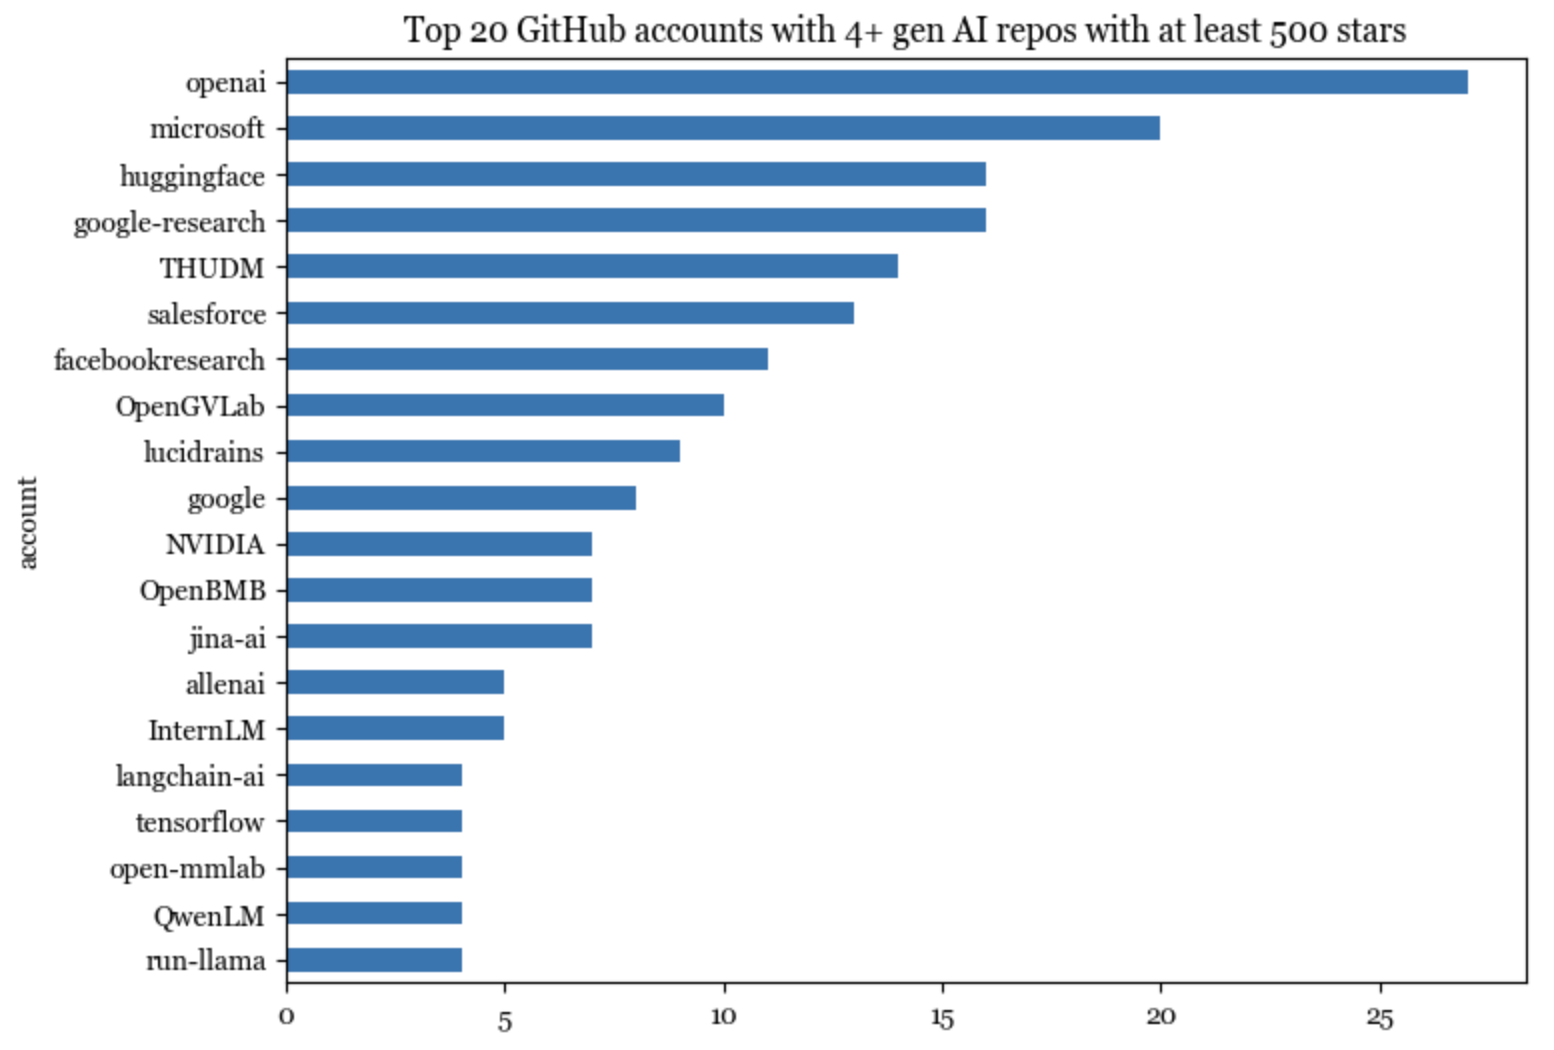 Top 20 GitHub accounts with 4+ gen AI repos with at least 500 stars
openai
microsoft
huggingface
google-research
THUDM
salesforce
facebookresearch
OpenGVLab
lucidrains
google
NVIDIA
OpenBMB
jina-ai
allenai
InternLM
langchain-ai
tensorflow
open-mmlab
QwenLM
run-llama
account
0 5 10 15 20 25